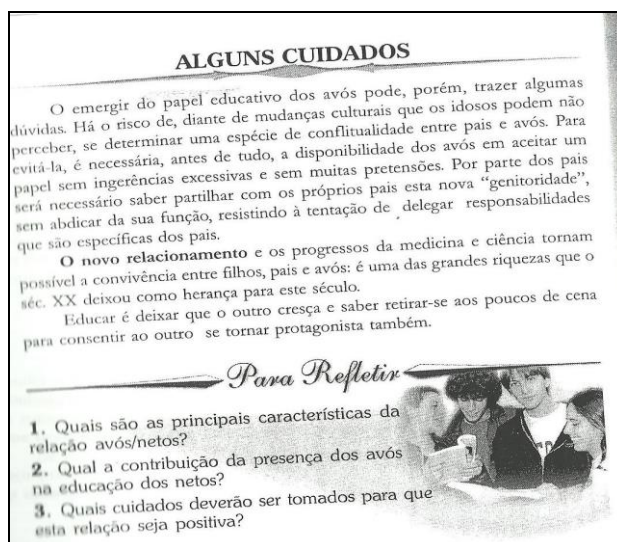 ALGUNS CUIDADOS
O emergir do papel educativo dos avós pode, porém, trazer algumas
dúvidas. Há o risco de, diante de mudanças culturais que os idosos podem não
perceber, se determinar uma espécie de conflitualidade entre pais e avós. Para
evitá-la, é necessária, antes de tudo, a disponibilidade dos avós em aceitar um
papel sem ingerências excessivas e sem muitas pretensões. Por parte dos pais
será necessário saber partilhar com os próprios pais esta nova “genitoridade”,
sem abdicar da sua função, resistindo à tentação de delegar responsabilidades
que são específicas dos pais.
O novo relacionamento e os progressos da medicina e ciência tornam
possível a convivência entre filhos, pais e avós: é uma das grandes riquezas que o
séc. XX deixou como herança para este século.
Educar é deixar que o outro cresça e saber retirar-se aos poucos de cena
para consentir ao outro se tornar protagonista também.
Para Refletir
1. Quais são as principais características da
relação avós/netos?
2. Qual a contribuição da presença dos avós
na educação dos netos?
3. Quais cuidados deverão ser tomados para que
esta relação seja positiva?